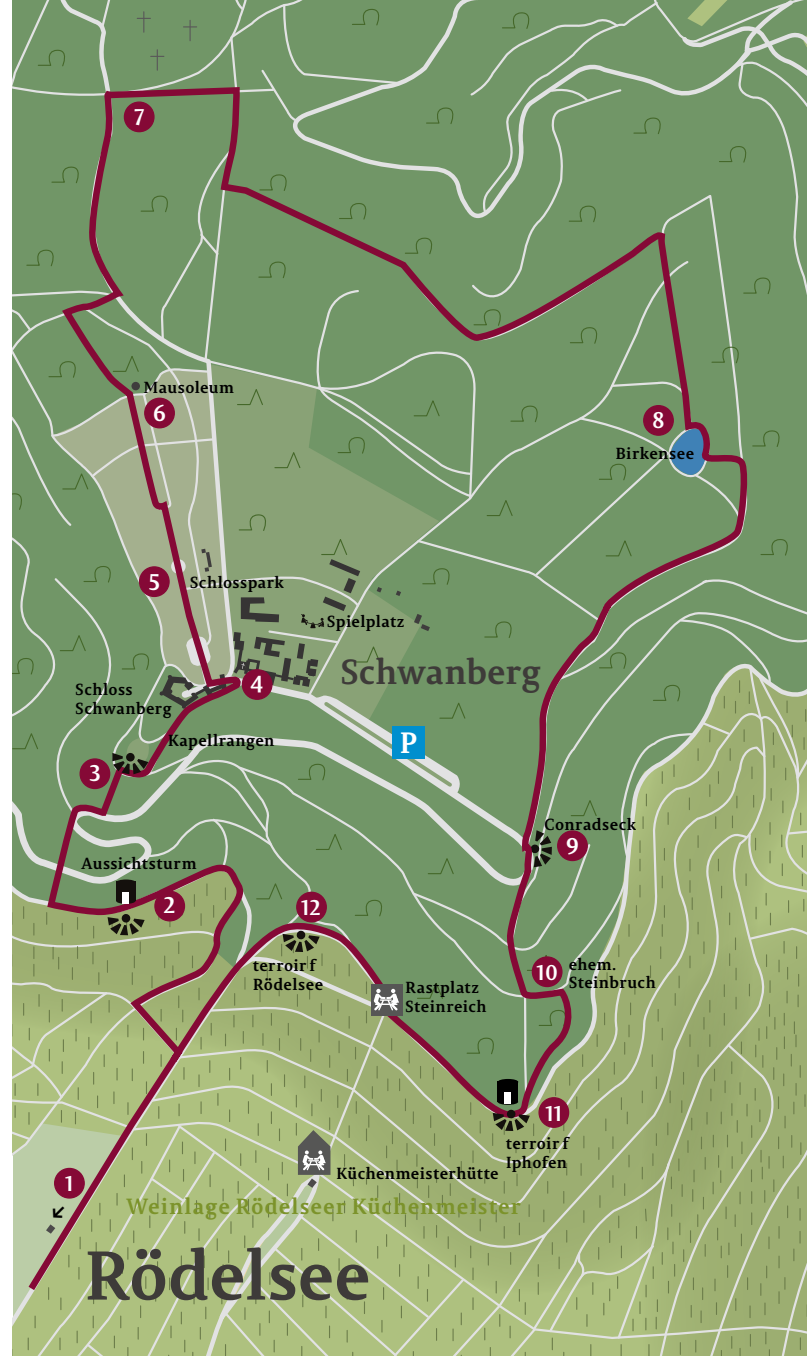 7
Mausoleum
6
8
Birkensee
5
Schlosspark
Spielplatz
Schwanberg
Schloss
Schwanberg
4
Kapellrangen
P
3
Conradseck
9
Aussichtsturm
2
12
terroir f
Rödelsee
10
ehem.
Steinbruch
Rastplatz
Steinreich
11
terroir f
Iphofen
1
Küchenmeisterhütte
Weinlage Rödelseer Küchenmeister
Rödelsee